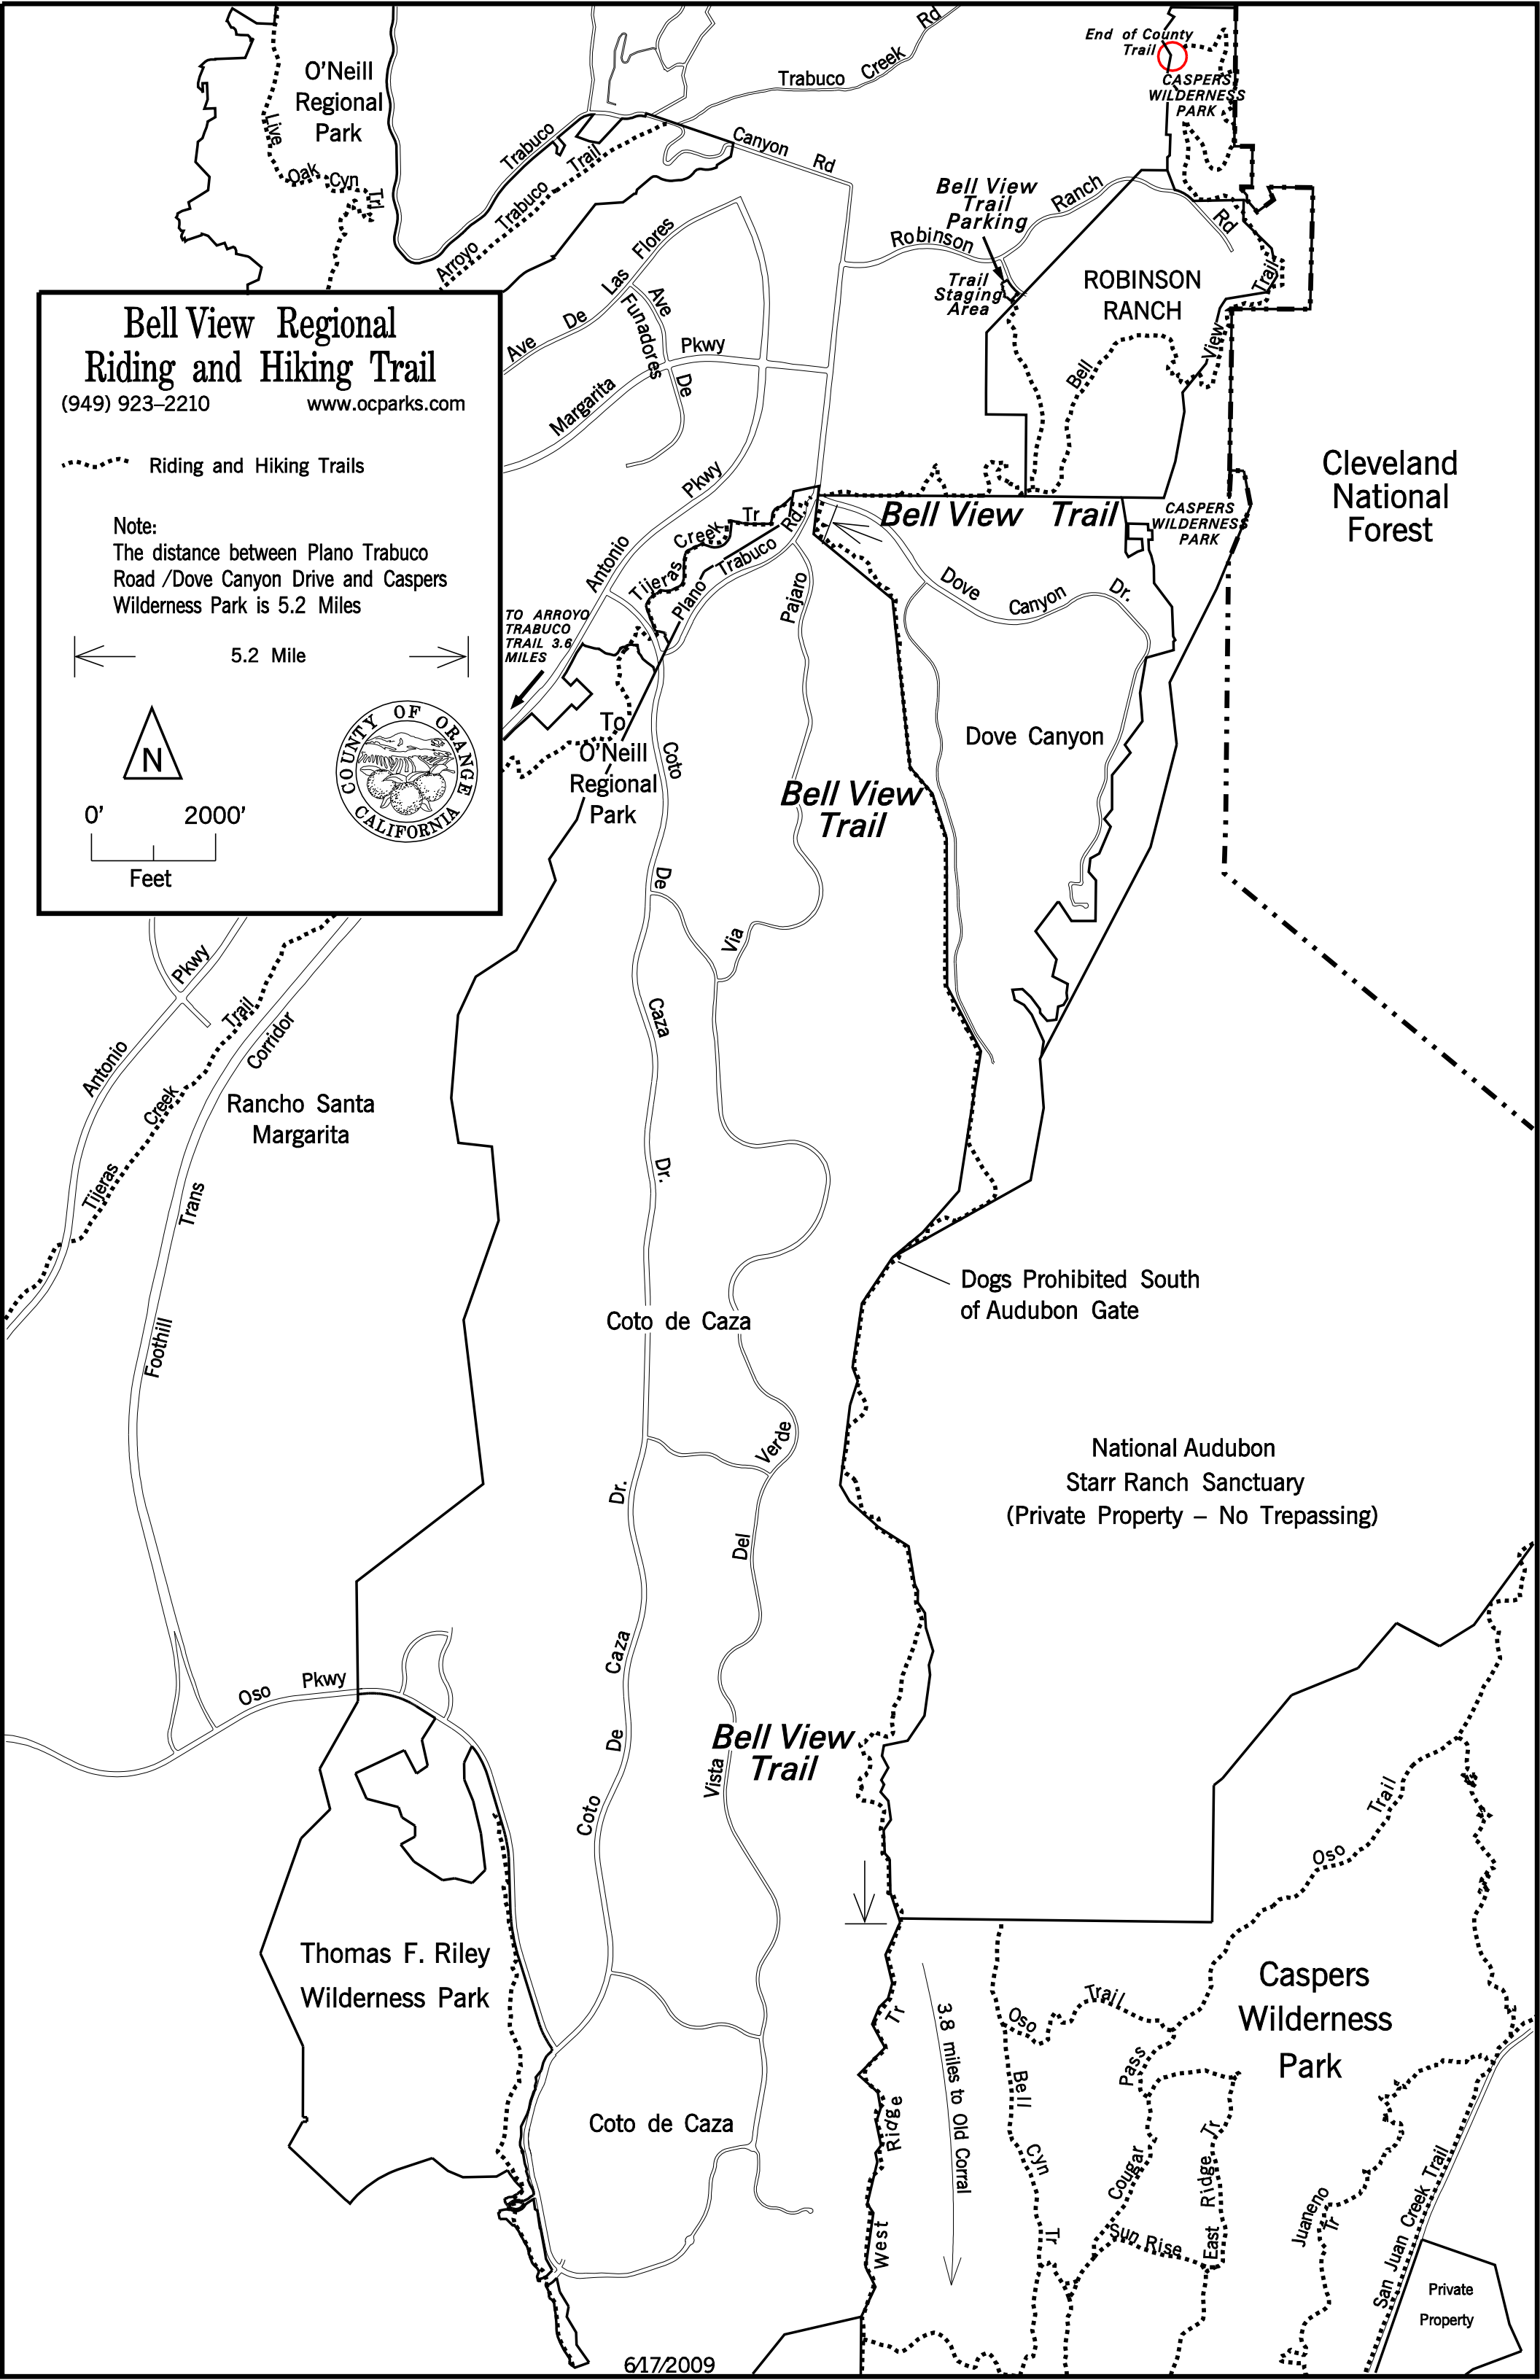 End of County
Trail
CASPERS
WILDERNESS
PARK
O'Neill
Regional
Park
Live
Oak
Cyn
Trl
Trabuco
Trabuco
Creek
Rd
Canyon
Rd
Arroyo
Trabuco
Trail
Bell View
Trail
Parking
Robinson
Ranch
Rd
Trail
Staging
Area
ROBINSON
RANCH
Bell
View
Trail
Ave
De
Las
Flores
Ave
Funadores
De
Margarita
Pkwy
Bell View Regional
Riding and Hiking Trail
(949) 923–2210
www.ocparks.com
Riding and Hiking Trails
Note:
The distance between Plano Trabuco
Road /Dove Canyon Drive and Caspers
Wilderness Park is 5.2 Miles
5.2 Mile
N
0'
2000'
Feet
COUNTY OF ORANGE
CALIFORNIA
Antonio
Pkwy
Tijeras
Creek
Tr
Plano
Trabuco
Rd.
Bell View Trail
CASPERS
WILDERNESS
PARK
Cleveland
National
Forest
TO ARROYO
TRABUCO
TRAIL 3.6
MILES
To
O'Neill
Regional
Park
Pajaro
Dove
Canyon
Dr.
Dove Canyon
Bell View
Trail
Coto
De
Caza
Dr.
Via
Antonio
Pkwy
Tijeras
Creek
Trail
Foothill
Trans
Corridor
Rancho Santa
Margarita
Coto de Caza
Dogs Prohibited South
of Audubon Gate
National Audubon
Starr Ranch Sanctuary
(Private Property – No Trepassing)
Verde
Del
Vista
Coto
De
Caza
Dr.
Oso
Pkwy
Bell View
Trail
Thomas F. Riley
Wilderness Park
Coto de Caza
Oso
Trail
Caspers
Wilderness
Park
West
Ridge
Tr
3.8 miles to Old Corral
Oso
Trail
Bell
Cyn
Tr
Cougar
Pass
Sun Rise
East
Ridge
Tr
Juaneno
Tr
San Juan Creek Trail
Private
Property
6/17/2009